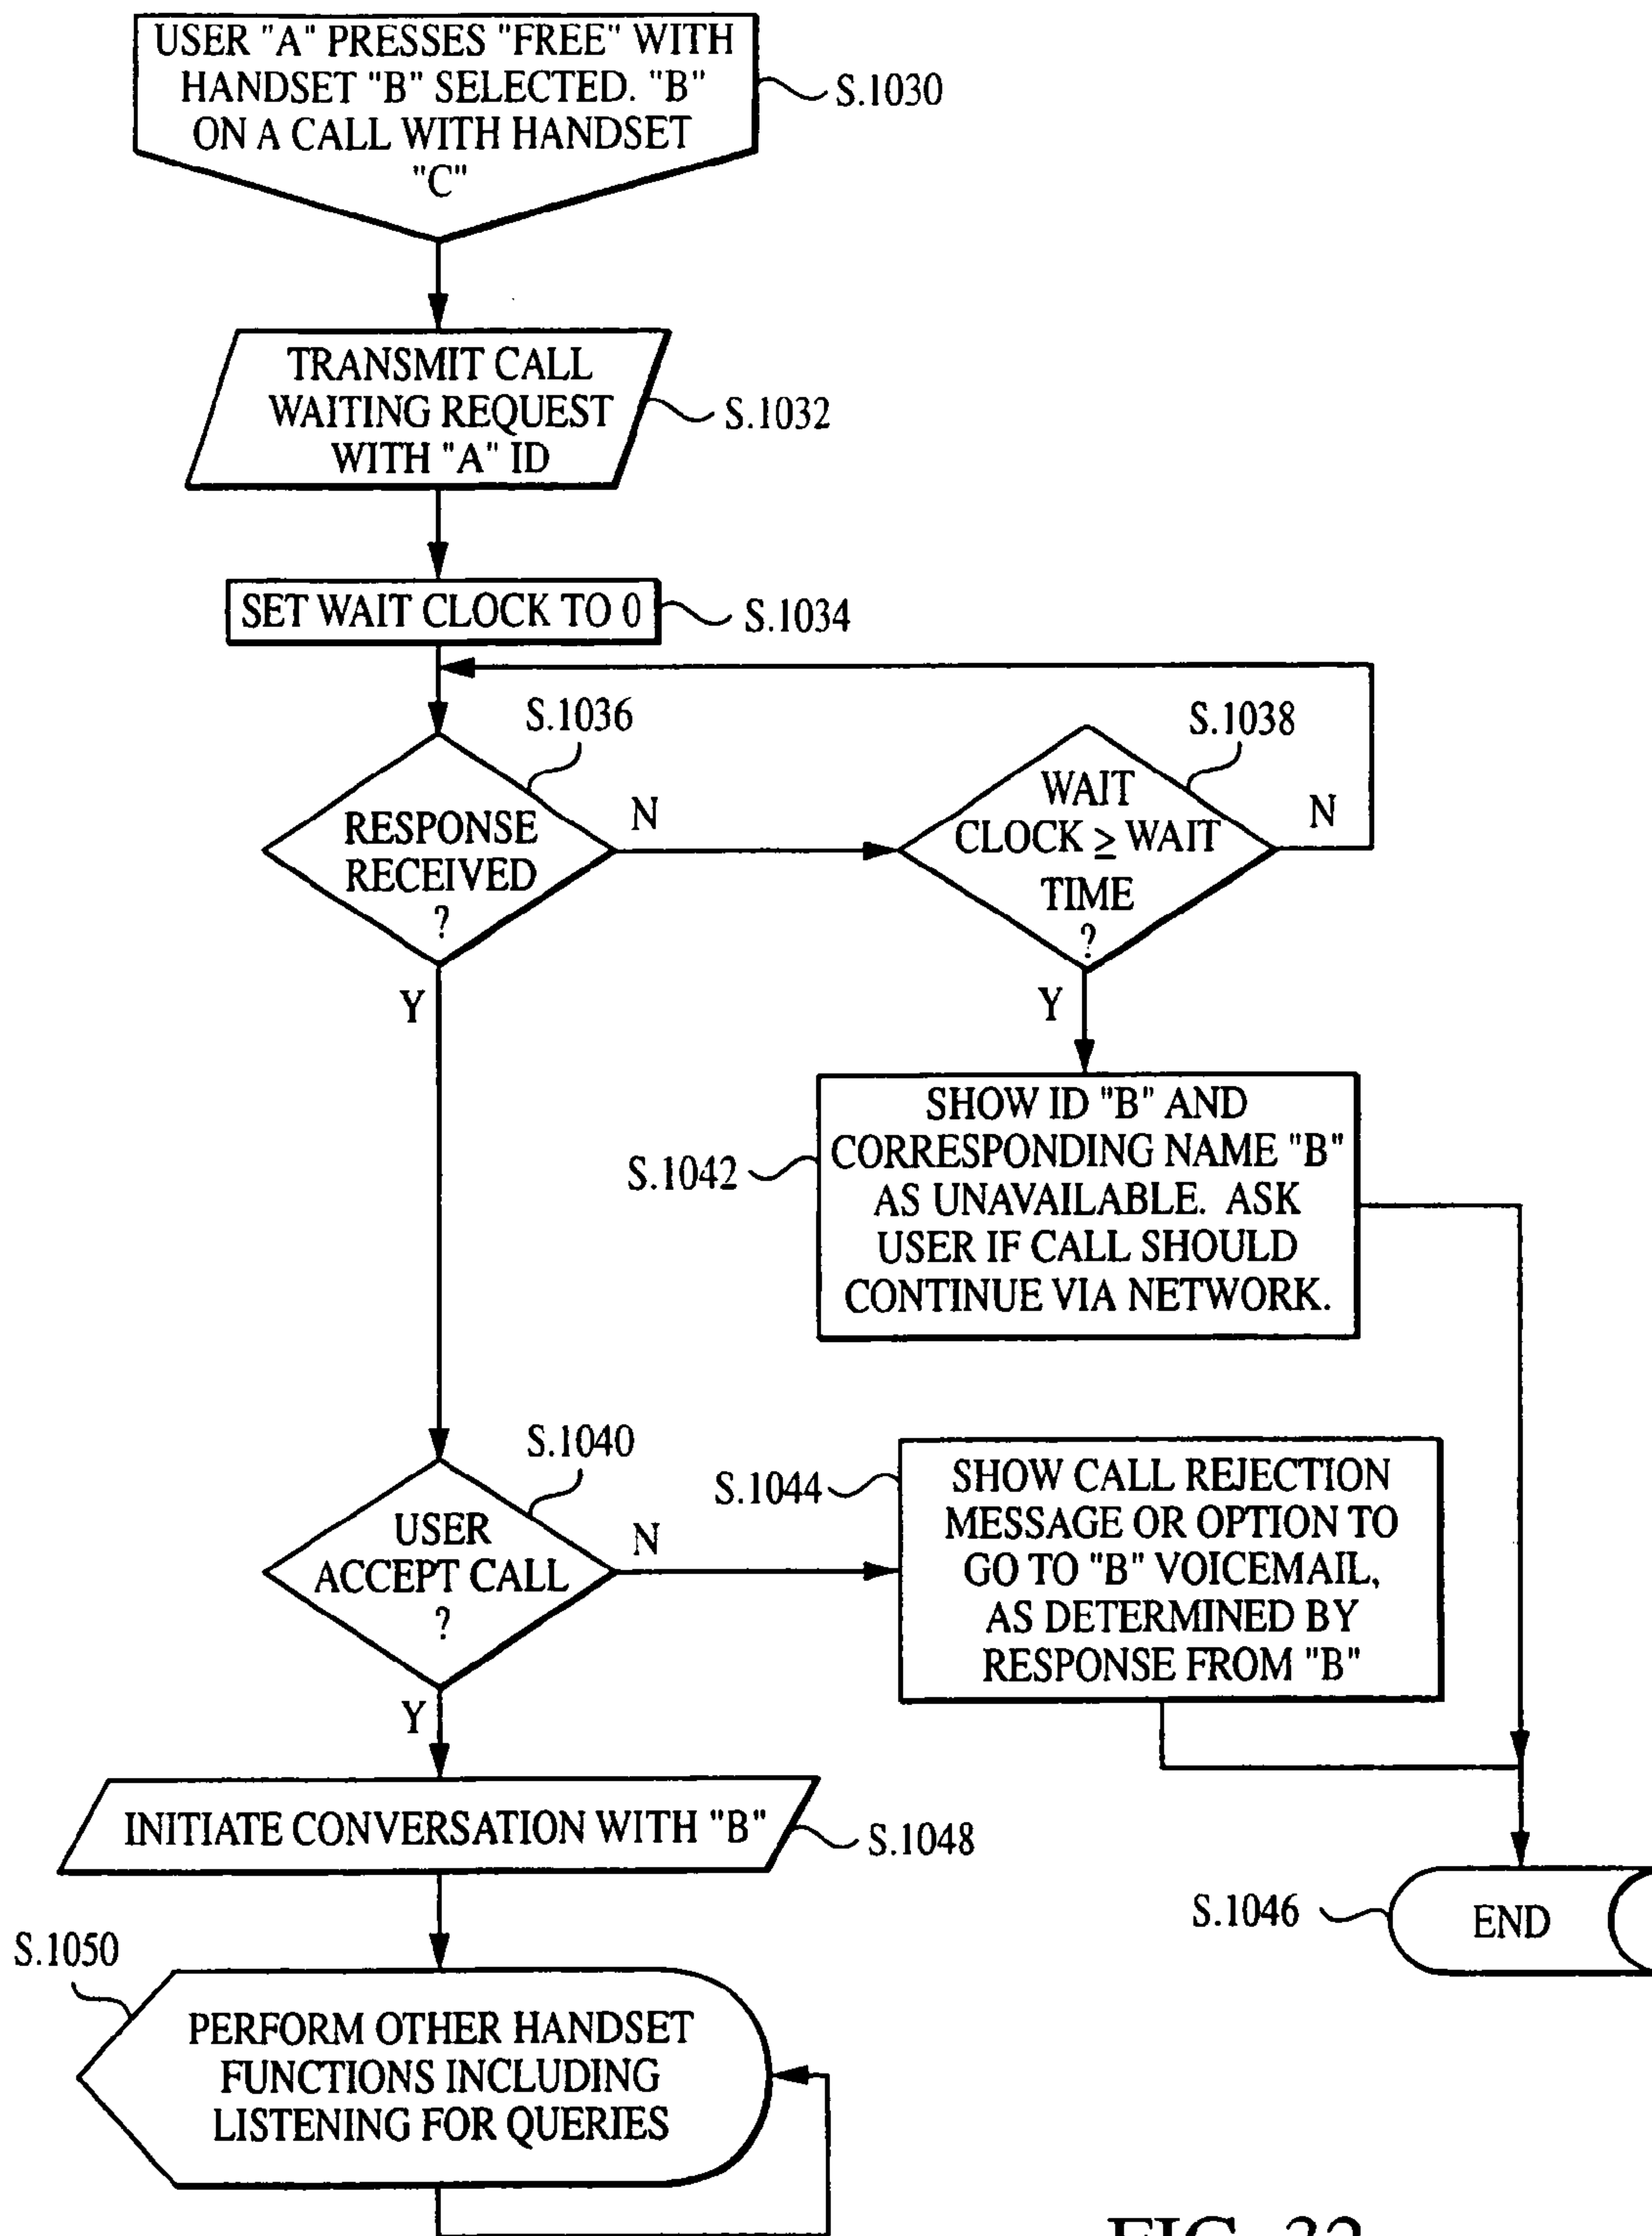 USER "A" PRESSES "FREE" WITH
HANDSET "B" SELECTED. "B"
ON A CALL WITH HANDSET
"C"
S.1030
TRANSMIT CALL
WAITING REQUEST
WITH "A" ID
S.1032
SET WAIT CLOCK TO 0
S.1034
S.1036
RESPONSE
RECEIVED
?
N
Y
S.1038
WAIT
CLOCK ≥ WAIT
TIME
?
N
Y
S.1042
SHOW ID "B" AND
CORRESPONDING NAME "B"
AS UNAVAILABLE. ASK
USER IF CALL SHOULD
CONTINUE VIA NETWORK.
S.1040
USER
ACCEPT CALL
?
N
Y
S.1044
SHOW CALL REJECTION
MESSAGE OR OPTION TO
GO TO "B" VOICEMAIL,
AS DETERMINED BY
RESPONSE FROM "B"
INITIATE CONVERSATION WITH "B"
S.1048
S.1046
END
S.1050
PERFORM OTHER HANDSET
FUNCTIONS INCLUDING
LISTENING FOR QUERIES
FIG. 32